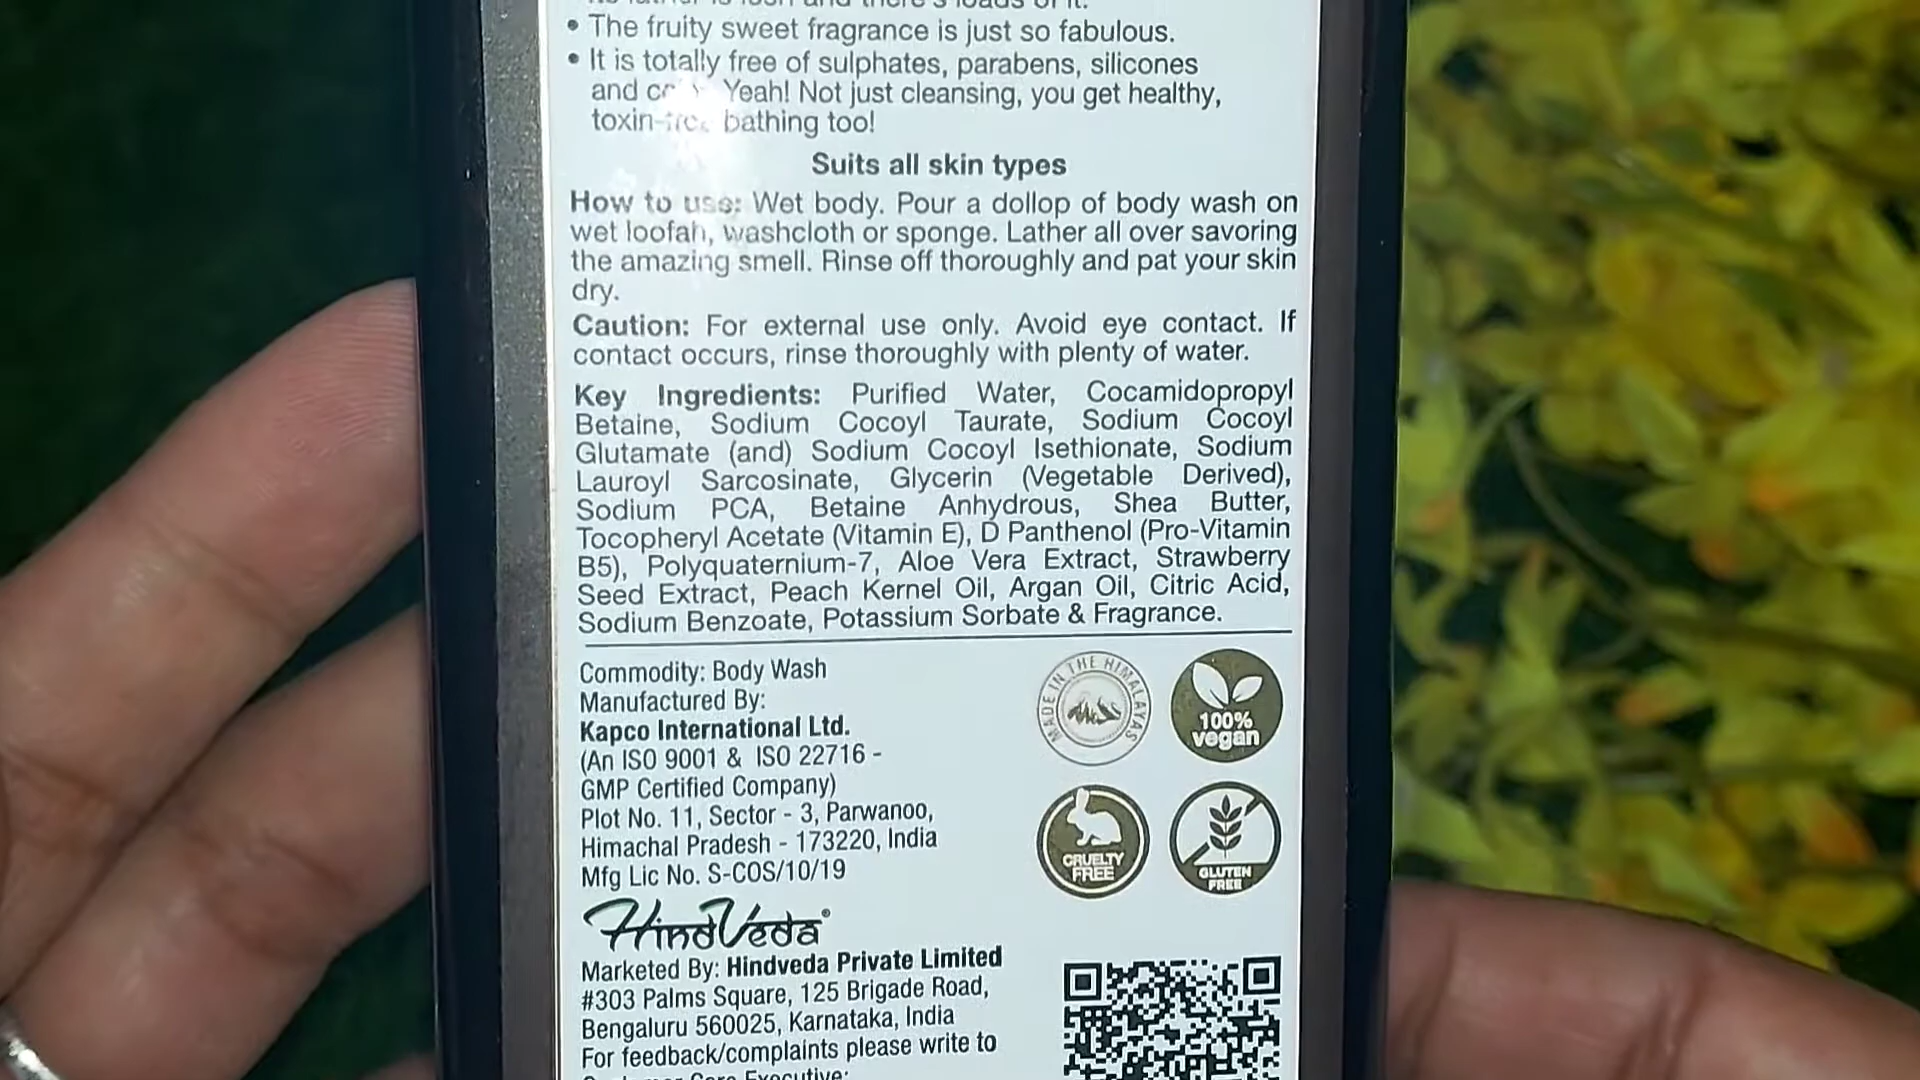 • The fruity sweet fragrance is just so fabulous.
• It is totally free of sulphates, parabens, silicones
and Yeah! Not just cleansing, you get healthy,
toxin-free bathing too!
Suits all skin types
How to use: Wet body. Pour a dollop of body wash on
wet loofah, washcloth or sponge. Lather all over savoring
the amazing smell. Rinse off thoroughly and pat your skin
dry.
Caution: For external use only. Avoid eye contact. If
contact occurs, rinse thoroughly with plenty of water.
Key Ingredients: Purified Water, Cocamidopropyl
Betaine, Sodium Cocoyl Taurate, Sodium Cocoyl
Glutamate (and) Sodium Cocoyl Isethionate, Sodium
Lauroyl Sarcosinate, Glycerin (Vegetable Derived),
Sodium PCA, Betaine Anhydrous, Shea Butter,
Tocopheryl Acetate (Vitamin E), D Panthenol (Pro-Vitamin
B5), Polyquaternium-7, Aloe Vera Extract, Strawberry
Seed Extract, Peach Kernel Oil, Argan Oil, Citric Acid,
Sodium Benzoate, Potassium Sorbate & Fragrance.
Commodity: Body Wash
Manufactured By:
Kapco International Ltd.
(An ISO 9001 & ISO 22716 -
GMP Certified Company)
Plot No. 11, Sector - 3, Parwanoo,
Himachal Pradesh - 173220, India
Mfg Lic No. S-COS/10/19
MADE IN THE HIMALAYAS
100%
vegan
CRUELTY
FREE
GLUTEN
FREE
HindVeda®
Marketed By: Hindveda Private Limited
#303 Palms Square, 125 Brigade Road,
Bengaluru 560025, Karnataka, India
For feedback/complaints please write to
Customer Care Executive: